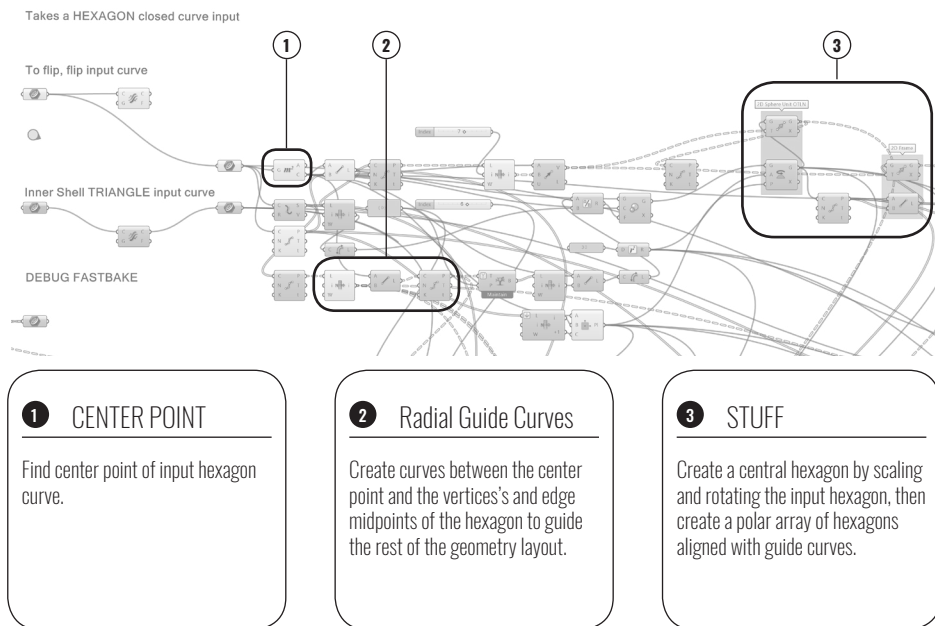 Takes a HEXAGON closed curve input
1
2
3
To flip, flip input curve
Inner Shell TRIANGLE input curve
DEBUG FASTBAKE
1 CENTER POINT
Find center point of input hexagon
curve.
2 Radial Guide Curves
Create curves between the center
point and the vertices's and edge
midpoints of the hexagon to guide
the rest of the geometry layout.
3 STUFF
Create a central hexagon by scaling
and rotating the input hexagon, then
create a polar array of hexagons
aligned with guide curves.